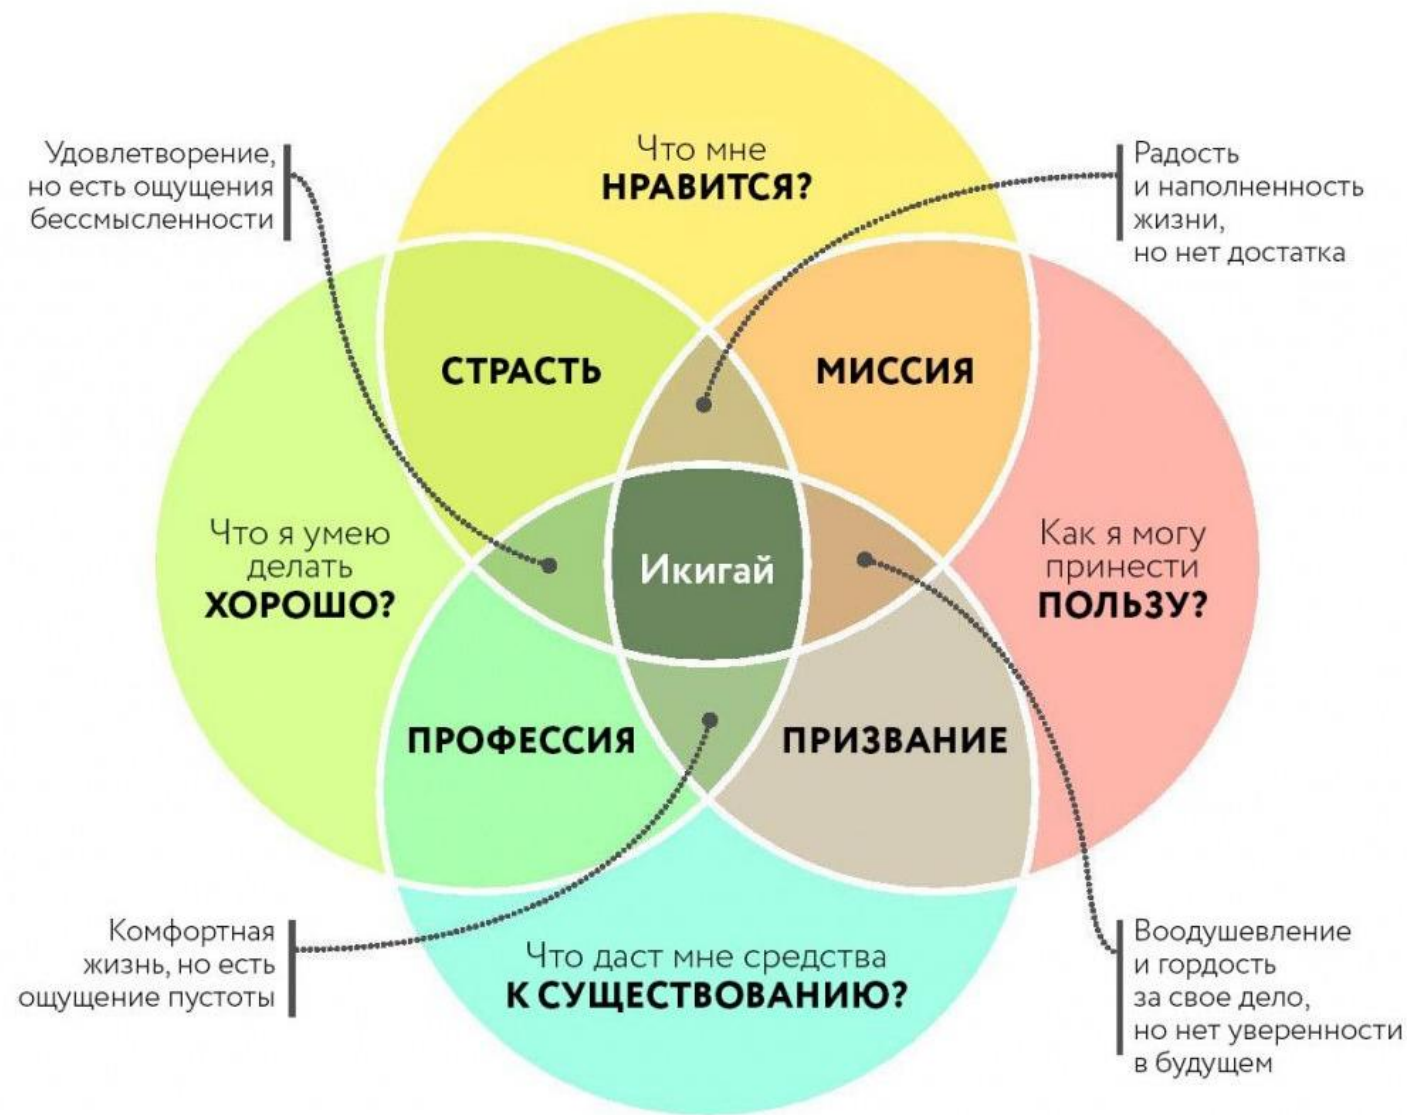 Что мне
НРАВИТСЯ?
Удовлетворение,
но есть ощущения
бессмысленности
Радость
и наполненность
жизни,
но нет достатка
СТРАСТЬ
МИССИЯ
Что я умею
делать
ХОРОШО?
Икигай
Как я могу
принести
ПОЛЬЗУ?
ПРОФЕССИЯ
ПРИЗВАНИЕ
Комфортная
жизнь, но есть
ощущение пустоты
Что даст мне средства
К СУЩЕСТВОВАНИЮ?
Воодушевление
и гордость
за свое дело,
но нет уверенности
в будущем